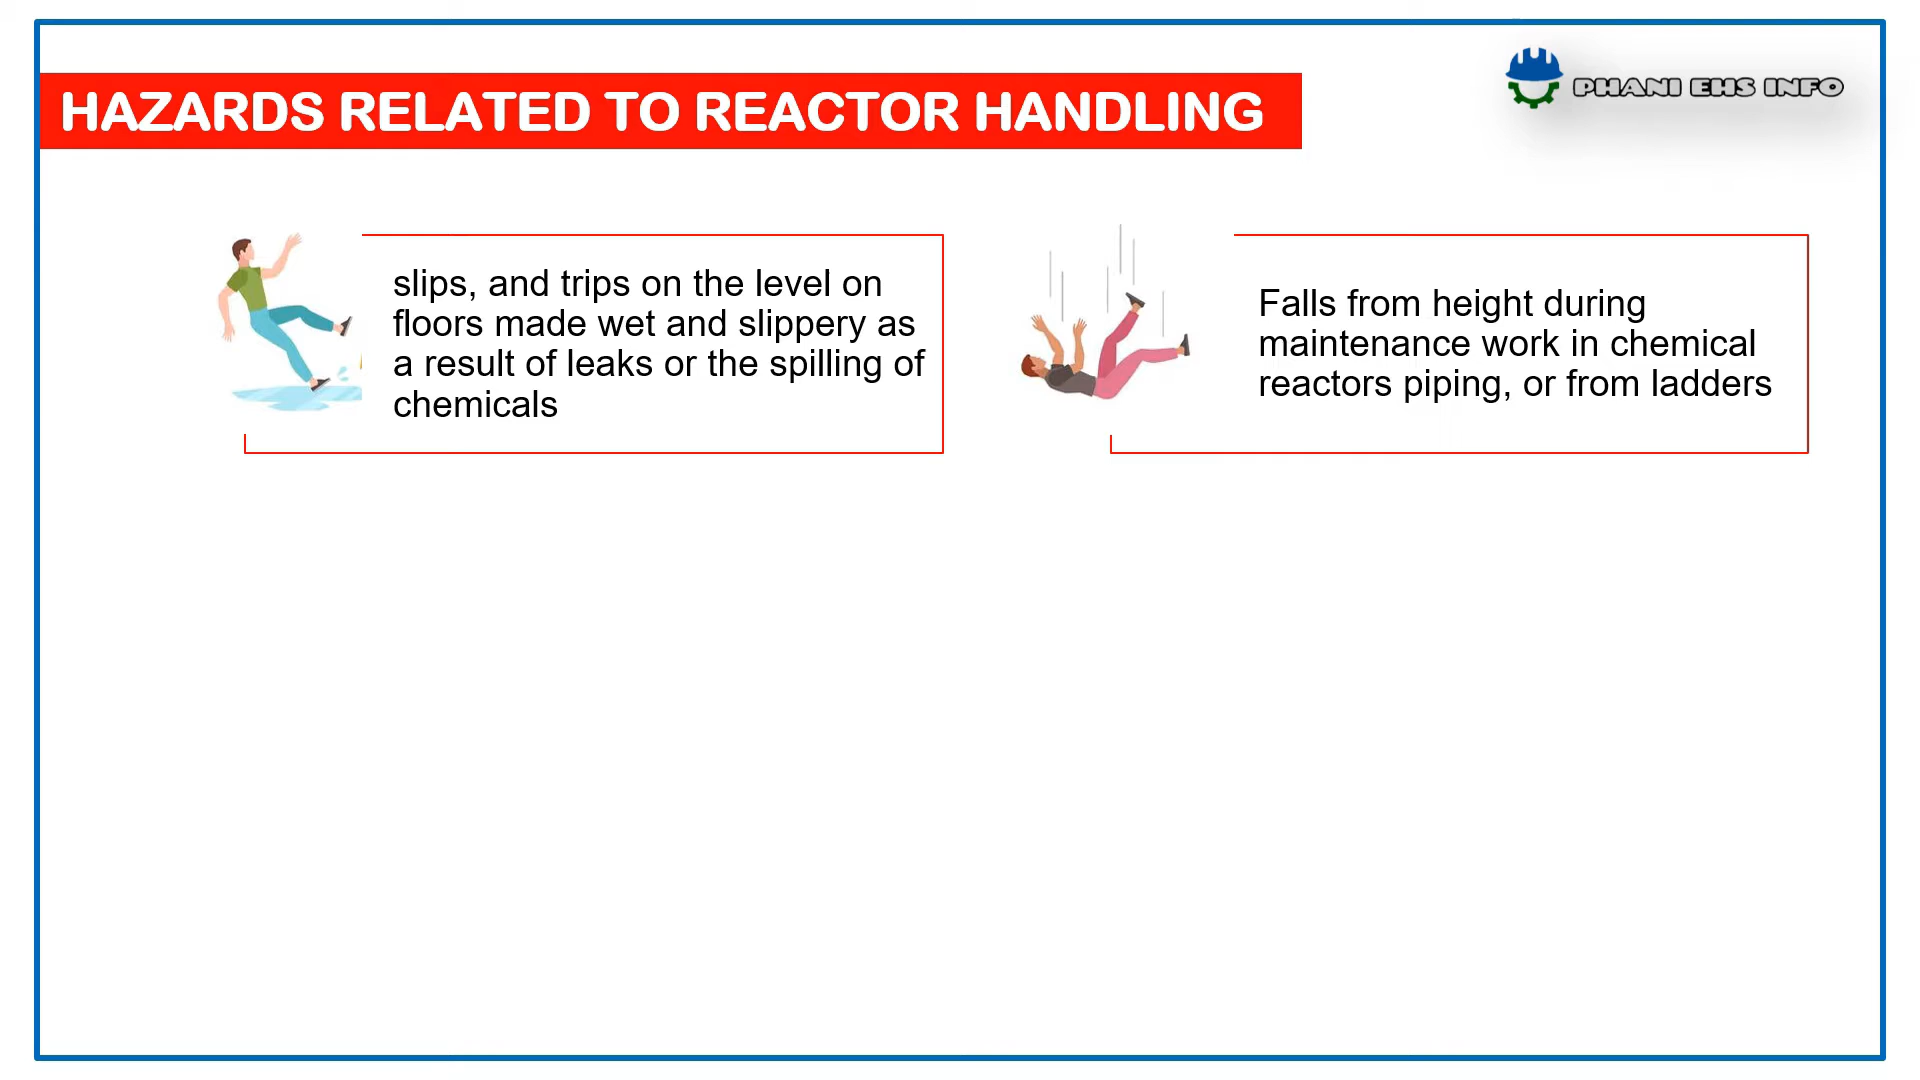 HAZARDS RELATED TO REACTOR HANDLING
PHANI EHS INFO
slips, and trips on the level on
floors made wet and slippery as
a result of leaks or the spilling of
chemicals
Falls from height during
maintenance work in chemical
reactors piping, or from ladders